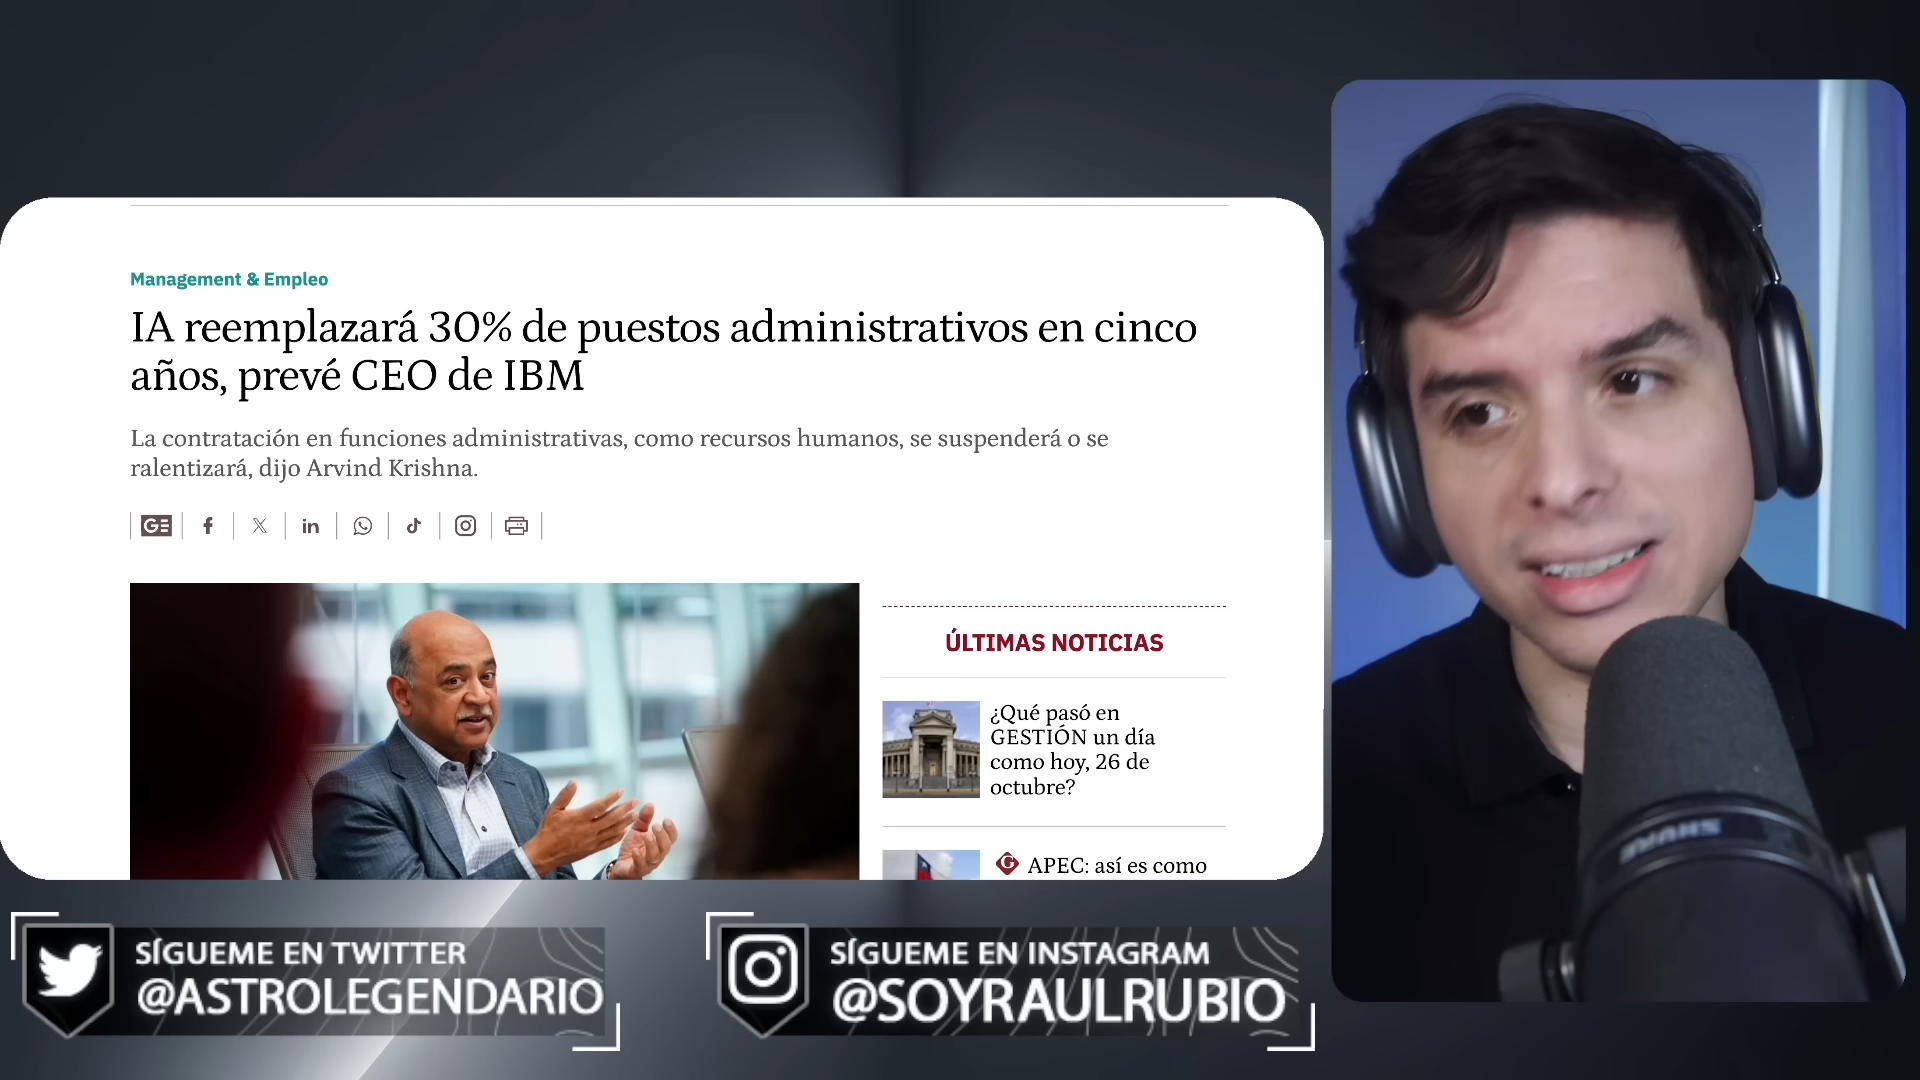 Management & Empleo
IA reemplazará 30% de puestos administrativos en cinco
años, prevé CEO de IBM
La contratación en funciones administrativas, como recursos humanos, se suspenderá o se
ralentizará, dijo Arvind Krishna.
ÚLTIMAS NOTICIAS
¿Qué pasó en
GESTIÓN un día
como hoy, 26 de
octubre?
G APEC: así es como
SÍGUEME EN TWITTER
@ASTROLEGENDARIO
SÍGUEME EN INSTAGRAM
@SOYRAULRUBIO
SHURE